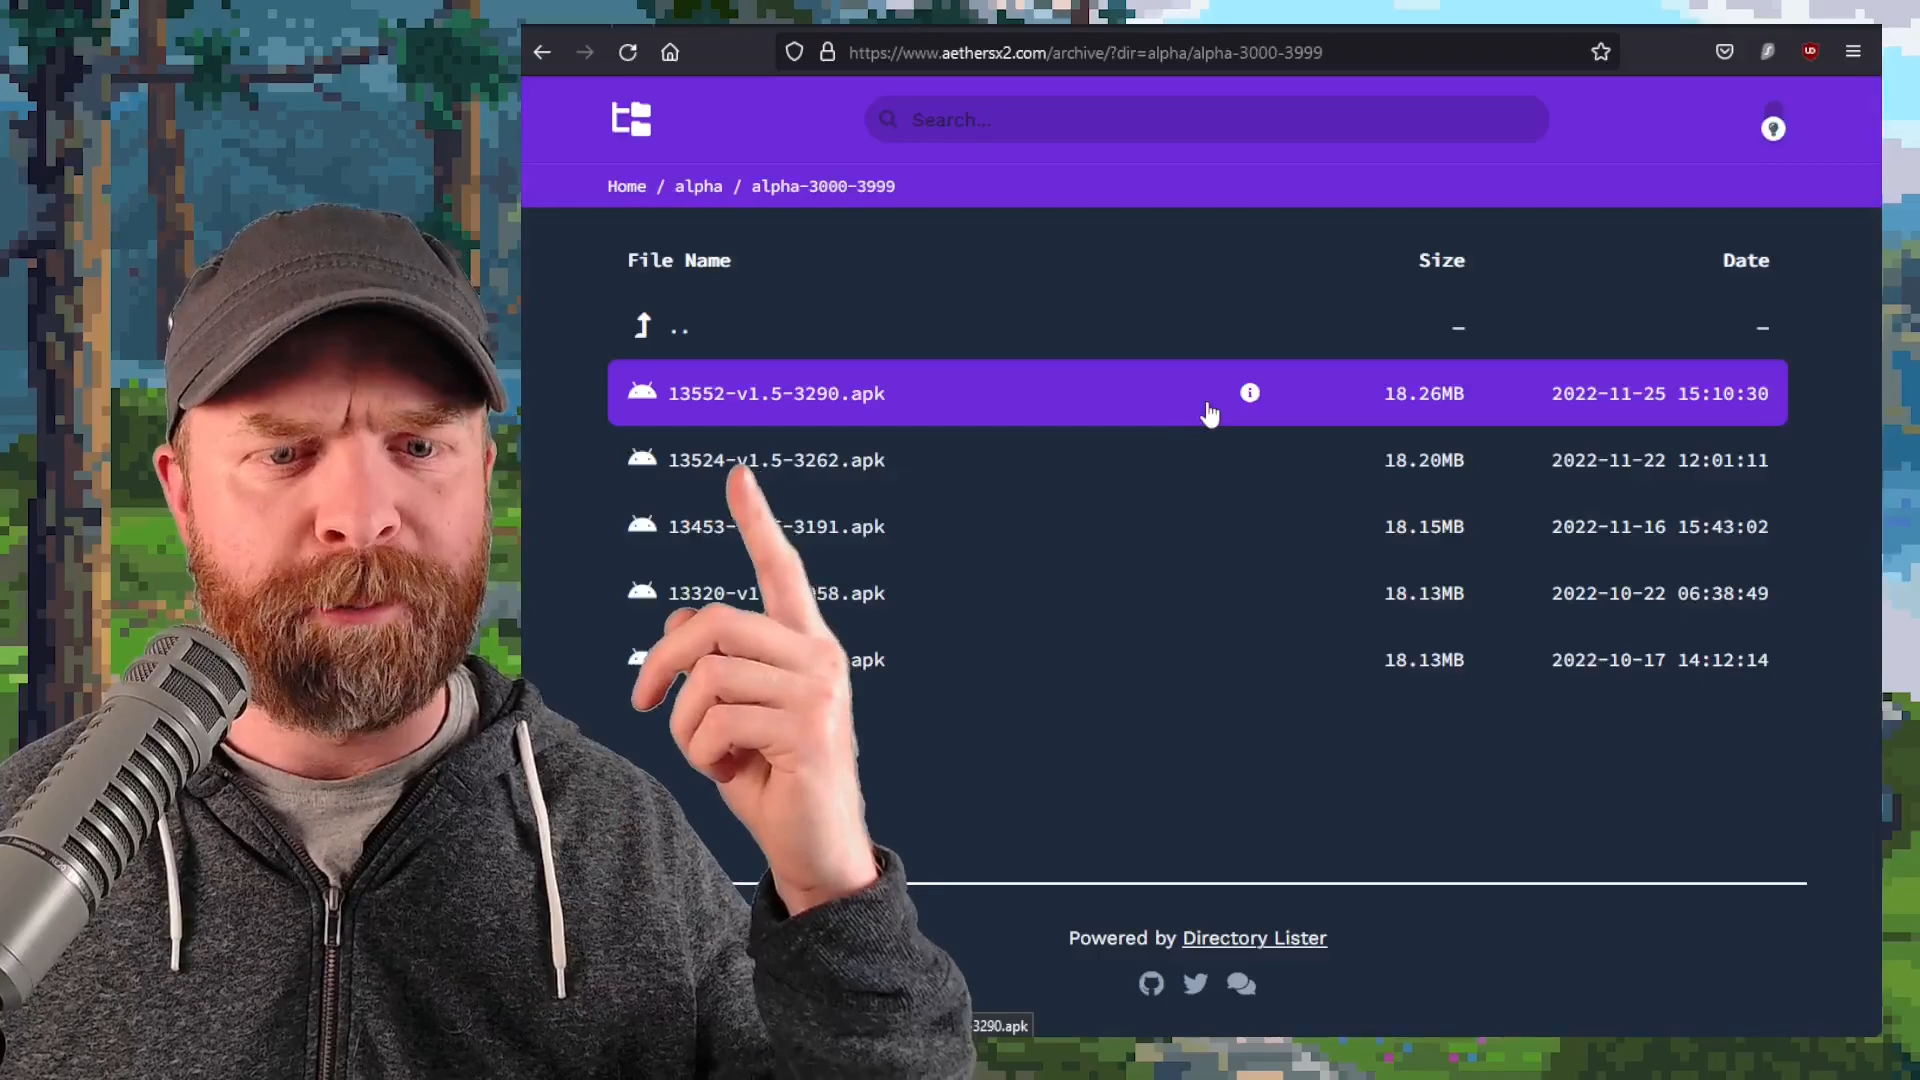 https://www.aethersx2.com/archive/?dir=alpha/alpha-3000-3999
UD
Search...
Home / alpha / alpha-3000-3999
File Name Size Date
.. — —
13552-v1.5-3290.apk 18.26MB 2022-11-25 15:10:30
13524-v1.5-3262.apk 18.20MB 2022-11-22 12:01:11
13453- -3191.apk 18.15MB 2022-11-16 15:43:02
13320-v1 058.apk 18.13MB 2022-10-22 06:38:49
apk 18.13MB 2022-10-17 14:12:14
Powered by Directory Lister
-3290.apk